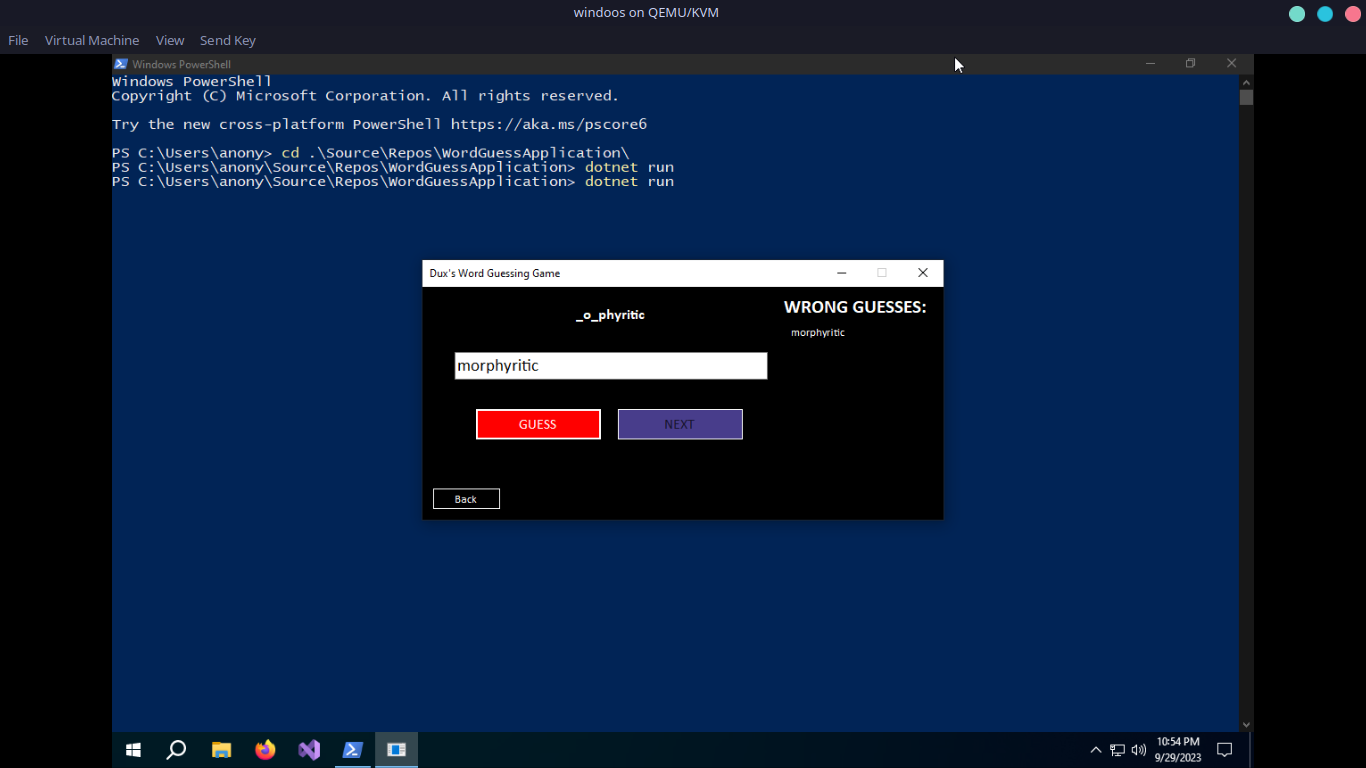 windoos on QEMU/KVM
File Virtual Machine View Send Key
Windows PowerShell
Windows PowerShell
Copyright (C) Microsoft Corporation. All rights reserved.
Try the new cross-platform PowerShell https://aka.ms/pscore6
PS C:\Users\anony> cd .\Source\Repos\WordGuessApplication\
PS C:\Users\anony\Source\Repos\WordGuessApplication> dotnet run
PS C:\Users\anony\Source\Repos\WordGuessApplication> dotnet run
Dux's Word Guessing Game
_o_phyritic
WRONG GUESSES:
morphyritic
morphyritic
GUESS NEXT
Back
10:54 PM
9/29/2023